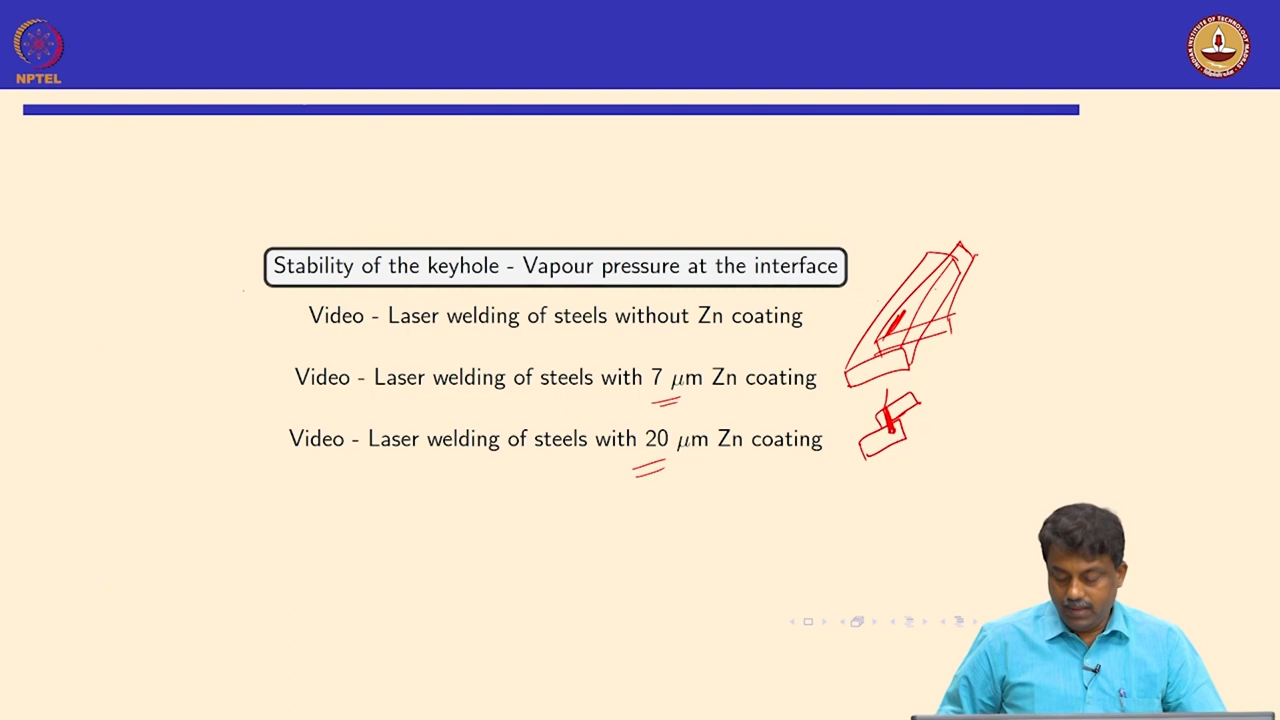 NPTEL
Stability of the keyhole - Vapour pressure at the interface
Video - Laser welding of steels without Zn coating
Video - Laser welding of steels with 7 μm Zn coating
Video - Laser welding of steels with 20 μm Zn coating